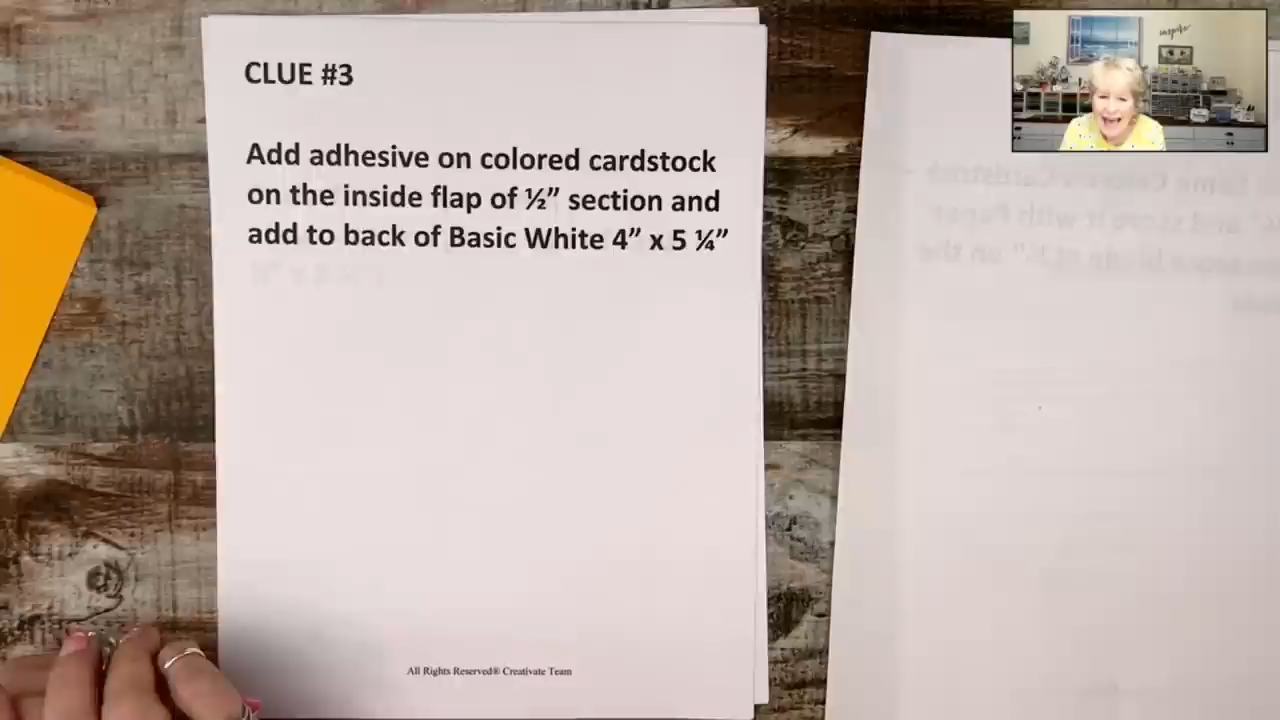 CLUE #3
Add adhesive on colored cardstock
on the inside flap of ½” section and
add to back of Basic White 4” x 5 ¼”
All Rights Reserved® Creativate Team
inspire